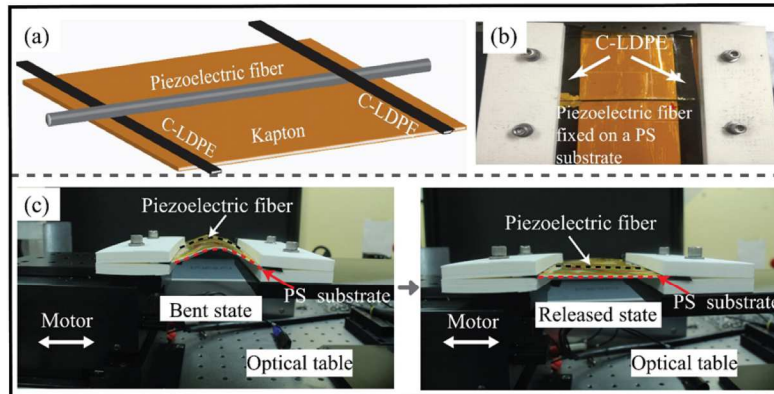 (a)
Piezoelectric fiber
C-LDPE
Kapton
C-LDPE
(b)
C-LDPE
Piezoelectric fiber
fixed on a PS
substrate
(c)
Piezoelectric fiber
PS substrate
Bent state
Motor
Optical table
Piezoelectric fiber
PS substrate
Released state
Motor
Optical table